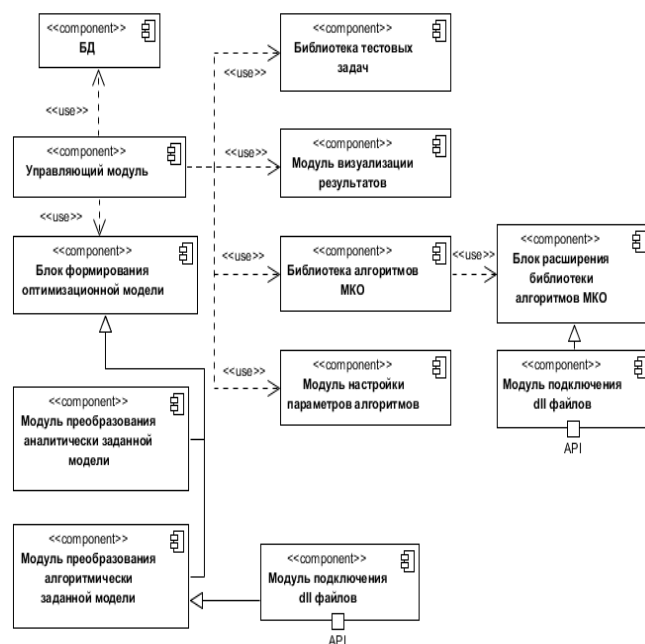 <<component>>
БД
<<use>>
<<component>>
Управляющий модуль
<<use>>
<<component>>
Блок формирования
оптимизационной модели
<<component>>
Библиотека тестовых
задач
<<use>>
<<component>>
Модуль визуализации
результатов
<<use>>
<<component>>
Библиотека алгоритмов
МКО
<<use>>
<<use>>
<<component>>
Блок расширения
библиотеки
алгоритмов МКО
<<component>>
Модуль настройки
параметров алгоритмов
<<use>>
<<component>>
Модуль подключения
dll файлов
API
<<component>>
Модуль преобразования
аналитически заданной
модели
<<component>>
Модуль преобразования
алгоритмически
заданной модели
<<component>>
Модуль подключения
dll файлов
API